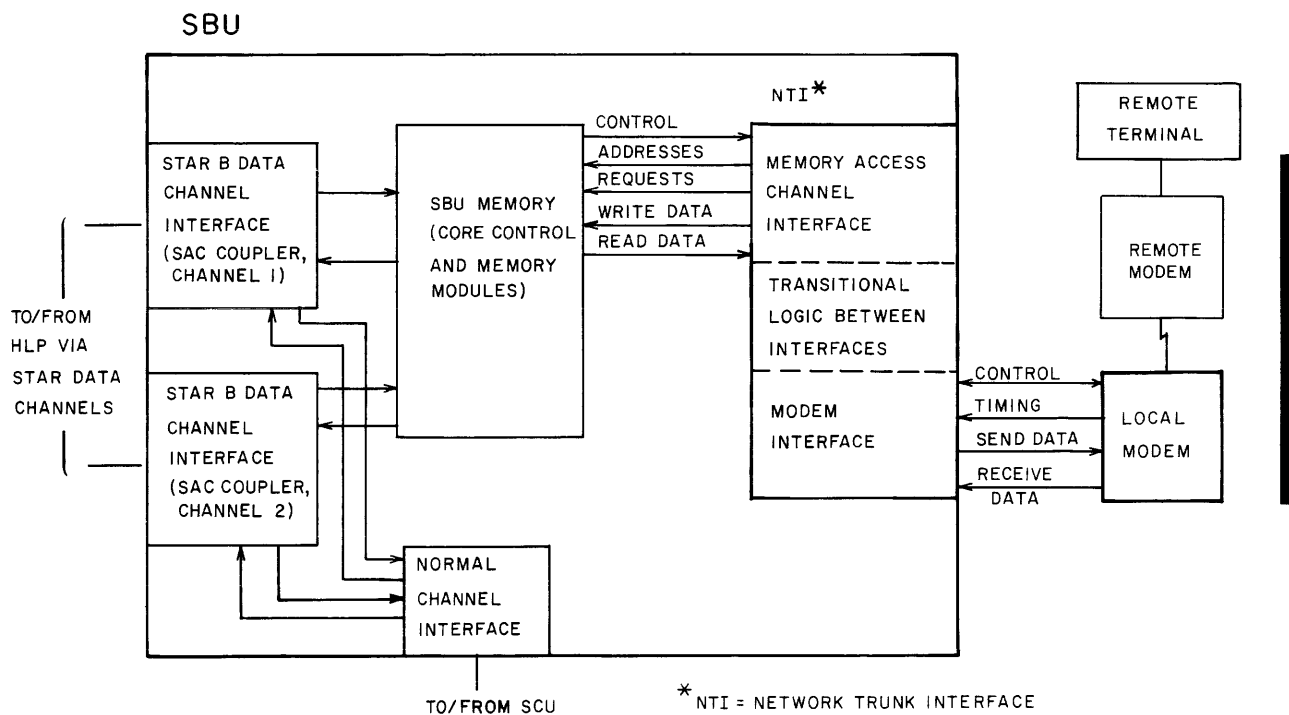 SBU
NTI*
STAR B DATA
CHANNEL
INTERFACE
(SAC COUPLER,
CHANNEL 1)
STAR B DATA
CHANNEL
INTERFACE
(SAC COUPLER,
CHANNEL 2)
TO/FROM
HLP VIA
STAR DATA
CHANNELS
SBU MEMORY
(CORE CONTROL
AND MEMORY
MODULES)
CONTROL
ADDRESSES
REQUESTS
WRITE DATA
READ DATA
MEMORY ACCESS
CHANNEL
INTERFACE
TRANSITIONAL
LOGIC BETWEEN
INTERFACES
MODEM
INTERFACE
CONTROL
TIMING
SEND DATA
RECEIVE
DATA
REMOTE
TERMINAL
REMOTE
MODEM
LOCAL
MODEM
NORMAL
CHANNEL
INTERFACE
TO/FROM SCU
*NTI = NETWORK TRUNK INTERFACE